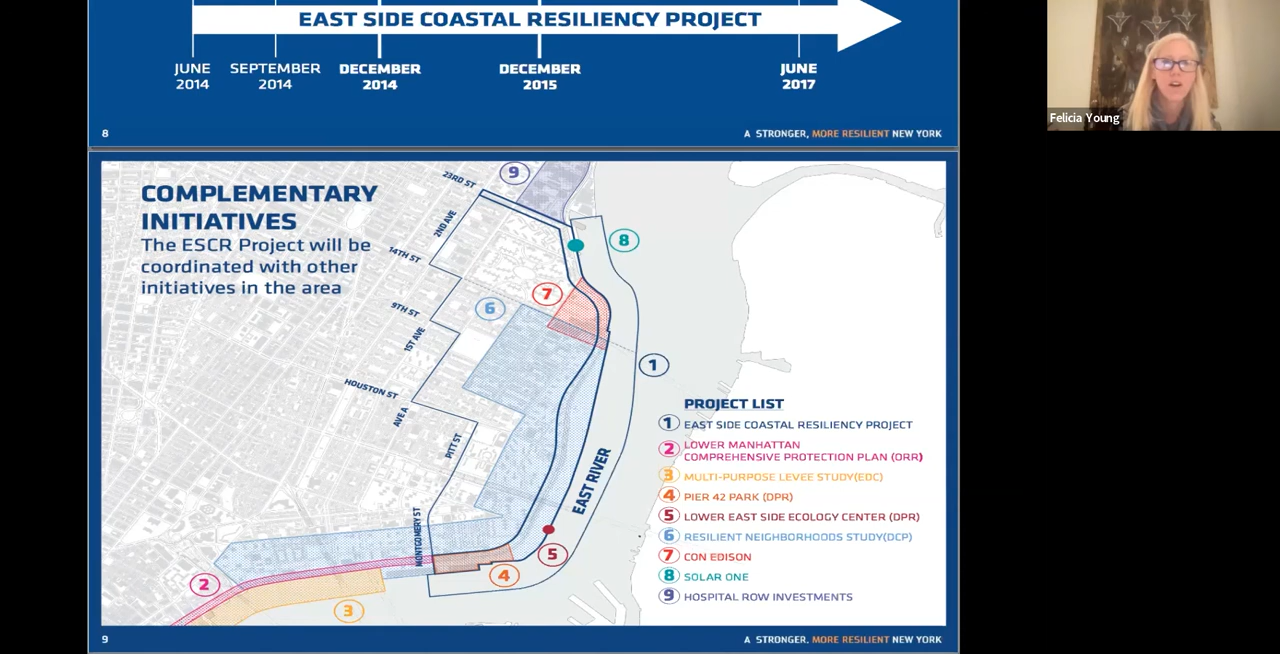 EAST SIDE COASTAL RESILIENCY PROJECT
JUNE
2014
SEPTEMBER
2014
DECEMBER
2014
DECEMBER
2015
JUNE
2017
8
A STRONGER, MORE RESILIENT NEW YORK
Felicia Young
COMPLEMENTARY
INITIATIVES
The ESCR Project will be
coordinated with other
initiatives in the area
23RD ST
9
2ND AVE
8
14TH ST
7
6
9TH ST
1ST AVE
1
HOUSTON ST
AVE A
PITT ST
EAST RIVER
MONTGOMERY ST
5
4
2
3
PROJECT LIST
1 EAST SIDE COASTAL RESILIENCY PROJECT
2 LOWER MANHATTAN
COMPREHENSIVE PROTECTION PLAN (ORR)
3 MULTI-PURPOSE LEVEE STUDY(EDC)
4 PIER 42 PARK (DPR)
5 LOWER EAST SIDE ECOLOGY CENTER (DPR)
6 RESILIENT NEIGHBORHOODS STUDY(DCP)
7 CON EDISON
8 SOLAR ONE
9 HOSPITAL ROW INVESTMENTS
9
A STRONGER, MORE RESILIENT NEW YORK